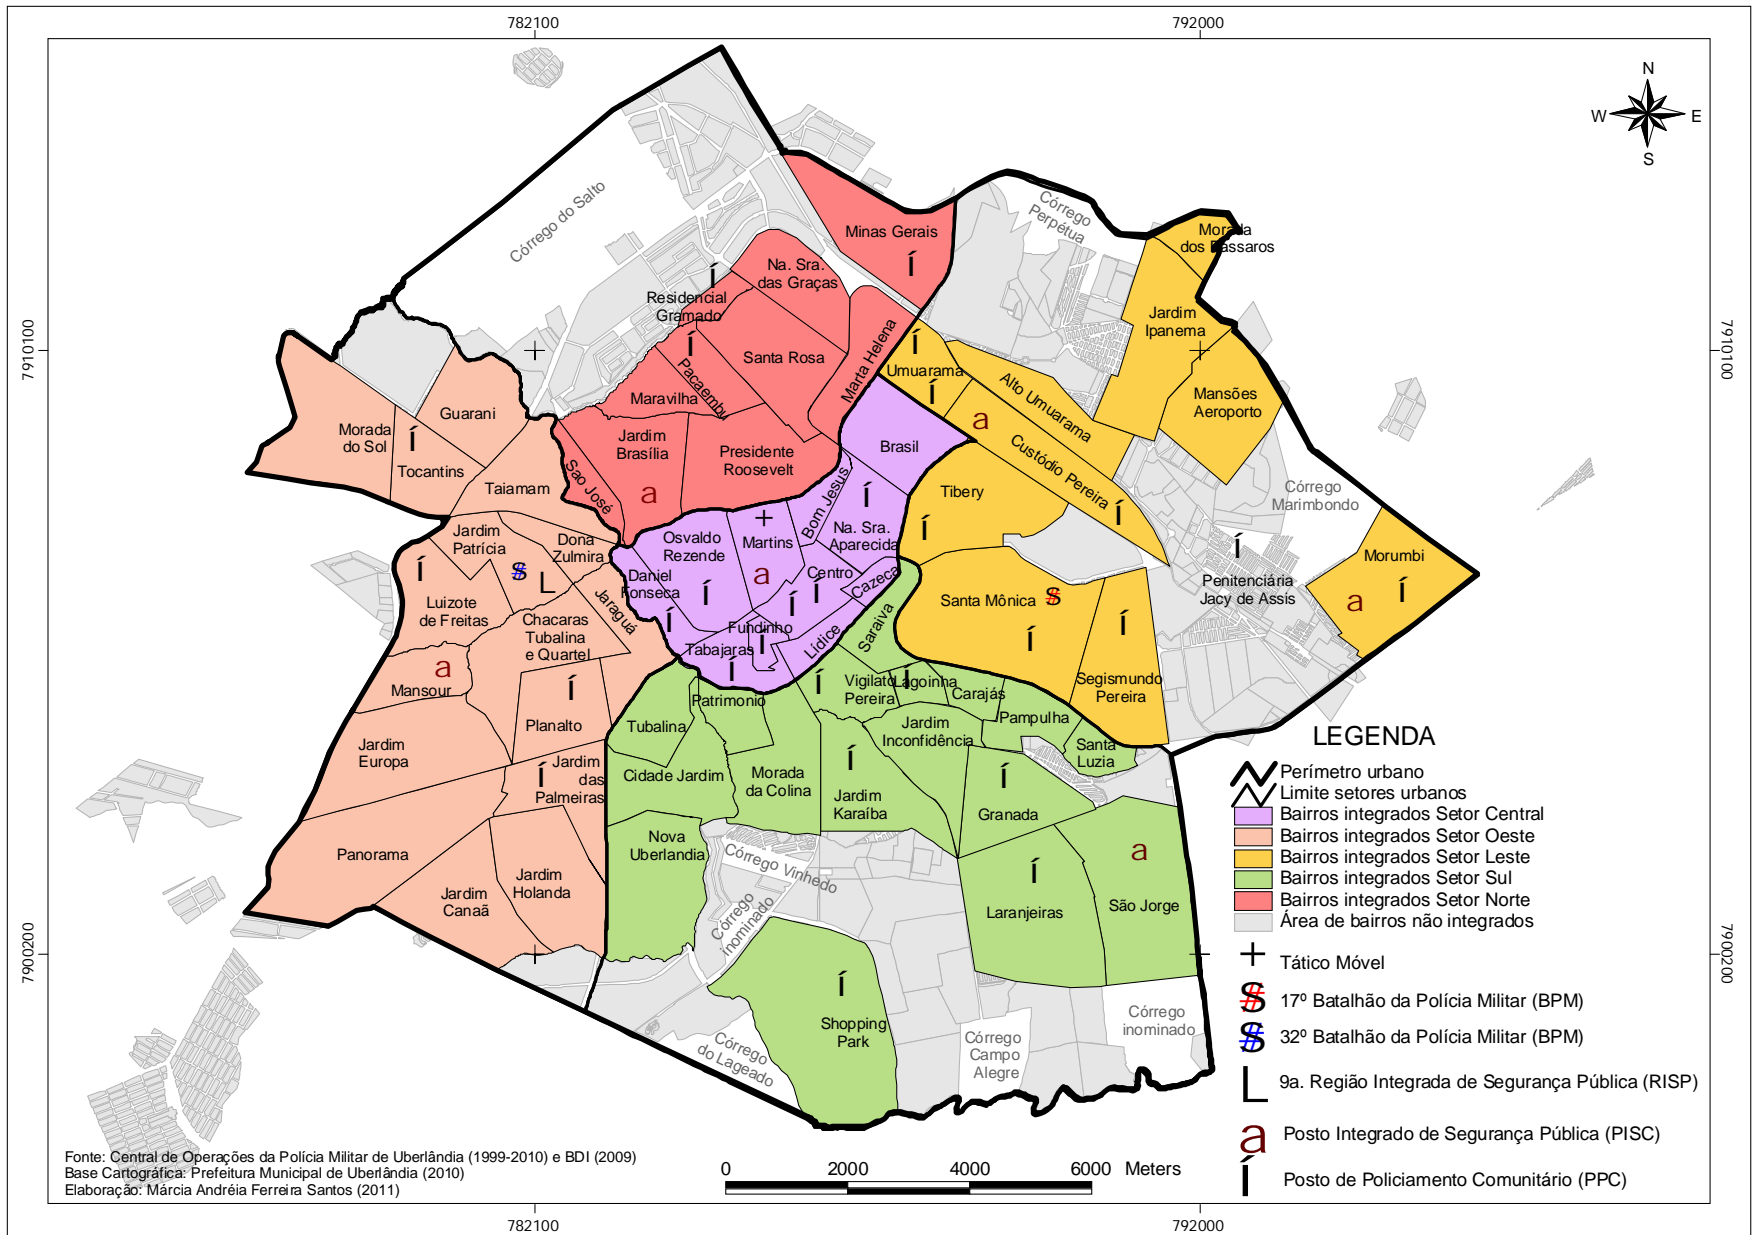 782100
792000
N
W
E
S
7910100
7910100
7900200
7900200
Córrego do Salto
Córrego
Perpétua
Morada
dos Pássaros
Minas Gerais
Í
Na. Sra.
das Graças
Í
Residencial
Gramado
Í
Jardim
Ipanema
Santa Rosa
Marta Helena
Í
Umuarama
Í
Pacaembu
Maravilha
Alto Umuarama
Mansões
Aeroporto
Guarani
Morada
do Sol
Í
Tocantins
Jardim
Brasília
a
Presidente
Roosevelt
Brasil
a
Custódio Pereira
Í
Sao José
Taiamam
Bom Jesus
Í
Tibery
Í
Córrego
Marimbondo
Jardim
Patrícia
Dona
Zulmira
Osvaldo
Rezende
Í
Martins
a
Na. Sra.
Aparecida
Í
Morumbi
Í
a
Í
Luizote
de Freitas
$
L
Daniel
Fonseca
Í
Centro
Í
Í
Cazeca
Penitenciária
Jacy de Assis
Santa Mônica
$
Í
Í
Chacaras
Tubalina
e Quartel
Jaraguá
Fundinho
Í
Tabajaras
Í
Lídice
Saraiva
a
Mansour
Í
Planalto
Patrimonio
Í
Vigilato
Pereira
Í
Lagoinha
Carajás
Segismundo
Pereira
Tubalina
Jardim
Inconfidência
Pampulha
Jardim
Europa
Santa
Luzia
Í
Jardim
das
Palmeiras
Cidade Jardim
Morada
da Colina
Í
Jardim
Karaíba
Í
Granada
Panorama
Nova
Uberlandia
Córrego Vinhedo
a
Í
Jardim
Holanda
Jardim
Canaã
Córrego
inominado
Laranjeiras
São Jorge
Í
Shopping
Park
Córrego
do Lageado
Córrego
Campo
Alegre
Córrego
inominado
LEGENDA
Perímetro urbano
Limite setores urbanos
Bairros integrados Setor Central
Bairros integrados Setor Oeste
Bairros integrados Setor Leste
Bairros integrados Setor Sul
Bairros integrados Setor Norte
Área de bairros não integrados
Tático Móvel
$ 17º Batalhão da Polícia Militar (BPM)
$ 32º Batalhão da Polícia Militar (BPM)
L 9a. Região Integrada de Segurança Pública (RISP)
a Posto Integrado de Segurança Pública (PISC)
Í Posto de Policiamento Comunitário (PPC)
Fonte: Central de Operações da Polícia Militar de Uberlândia (1999-2010) e BDI (2009)
Base Cartográfica: Prefeitura Municipal de Uberlândia (2010)
Elaboração: Márcia Andréia Ferreira Santos (2011)
0 2000 4000 6000 Meters
782100
792000